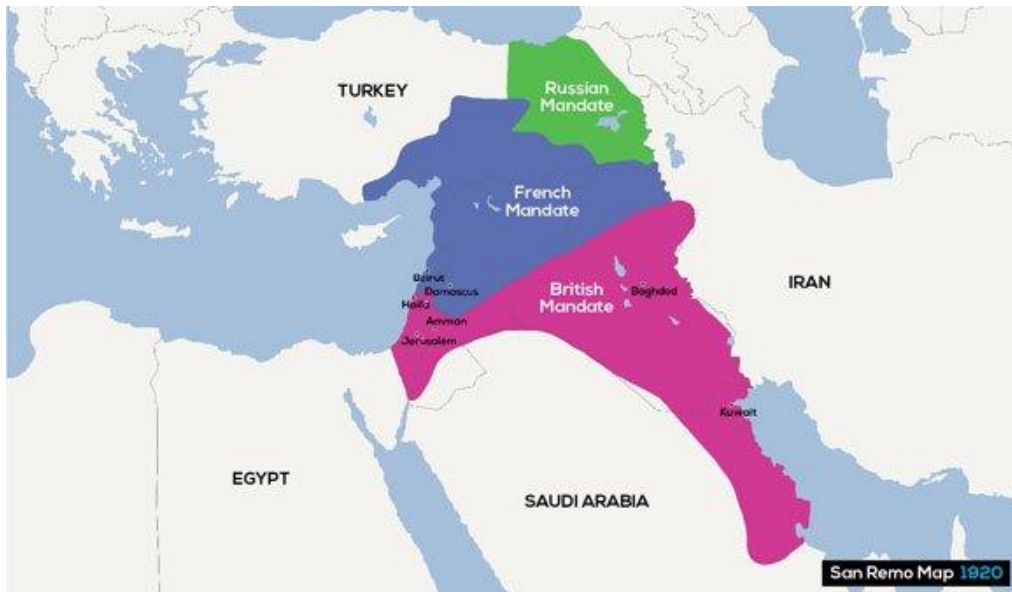 TURKEY
Russian
Mandate
French
Mandate
Beirut
Damascus
Haifa
Amman
Jerusalem
British
Mandate
Baghdad
IRAN
Kuwait
EGYPT
SAUDI ARABIA
San Remo Map 1920